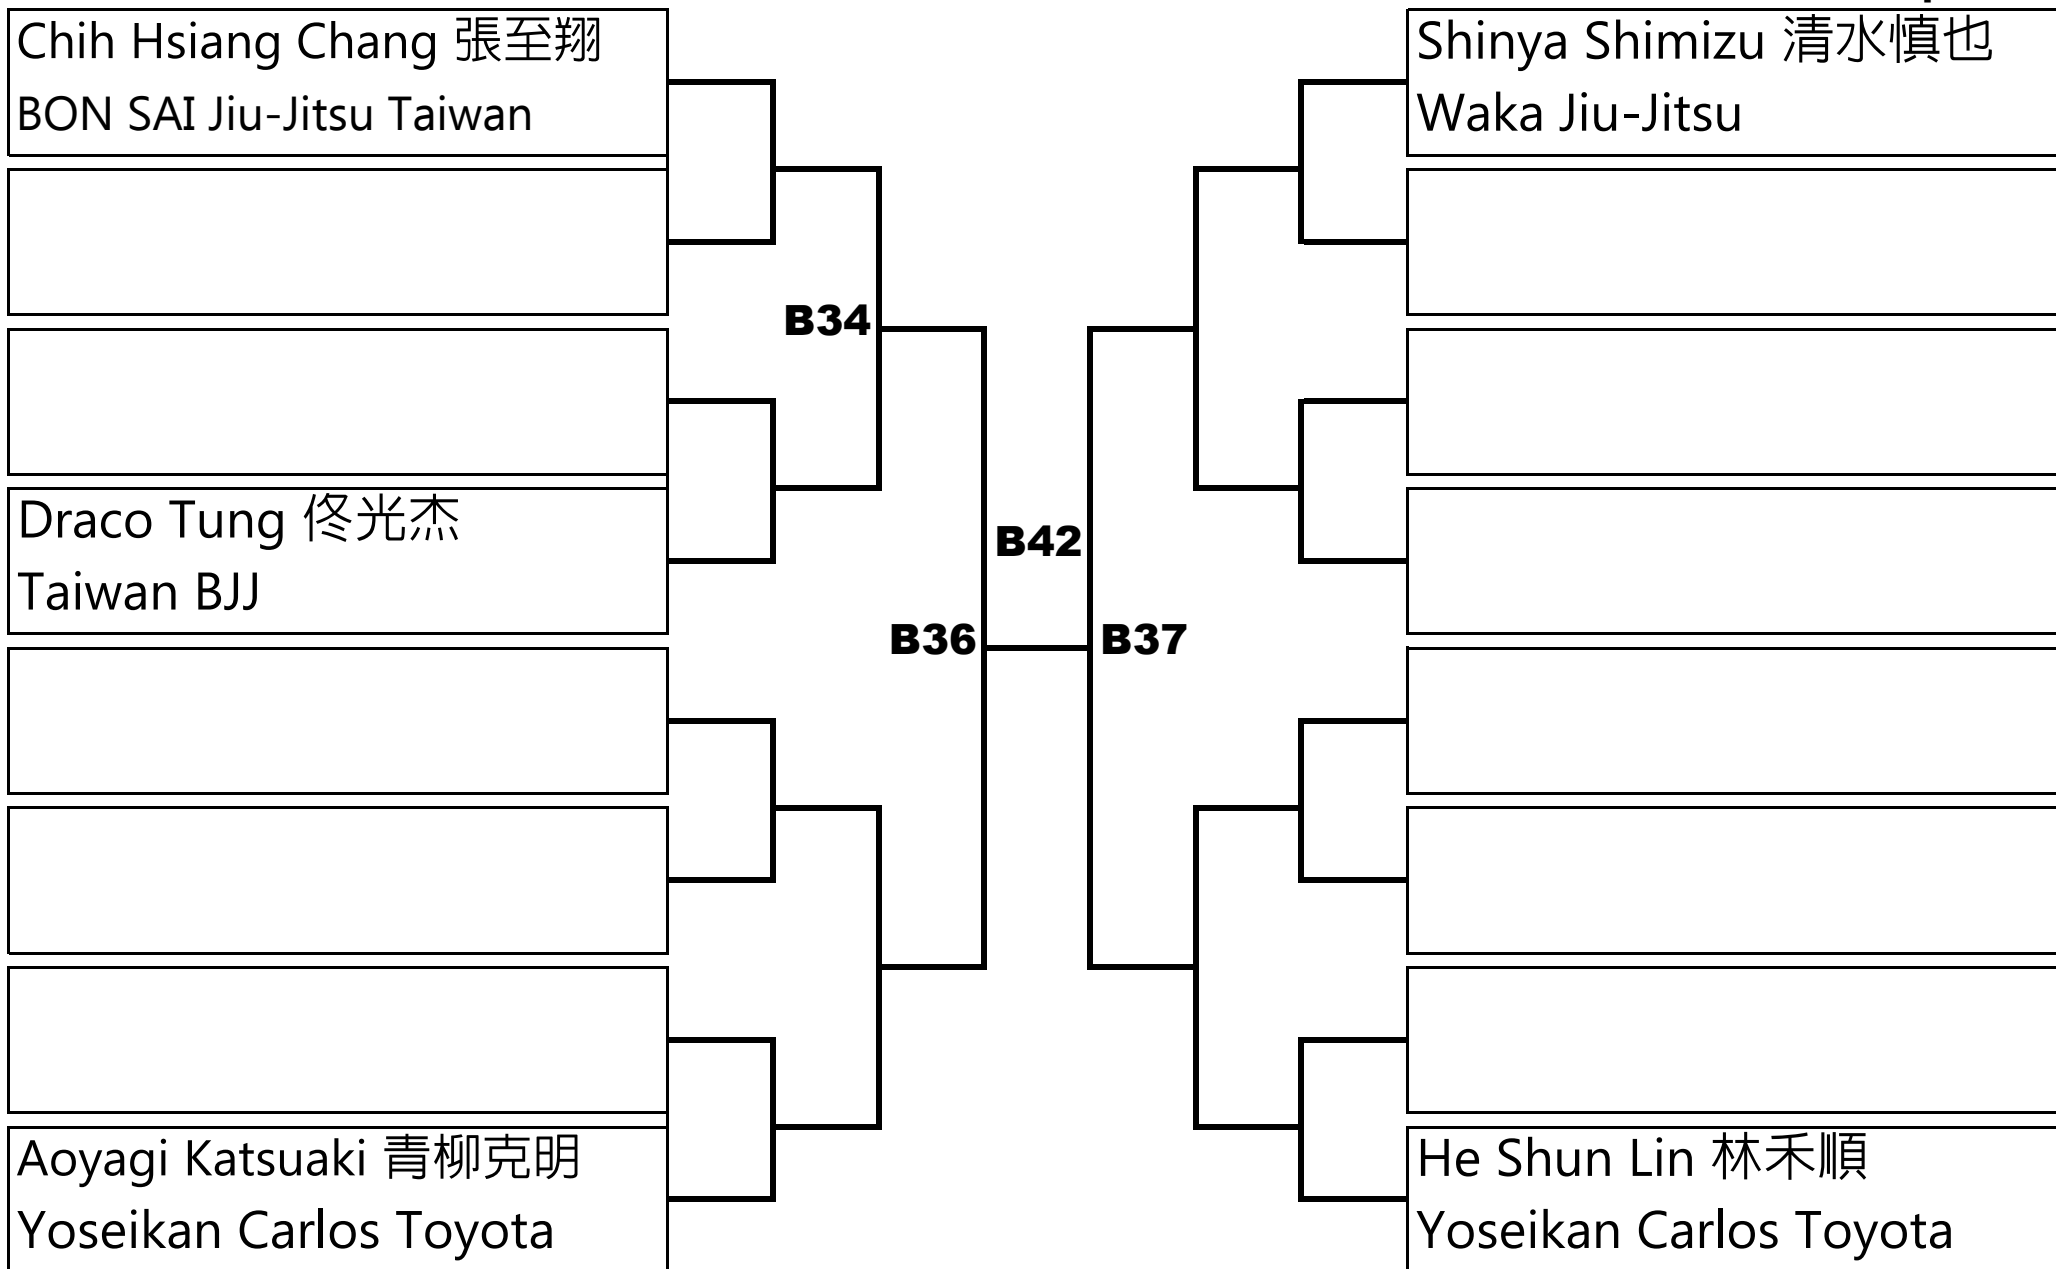 Chih Hsiang Chang 張至翔
BON SAI Jiu-Jitsu Taiwan
Draco Tung 佟光杰
Taiwan BJJ
Aoyagi Katsuaki 青柳克明
Yoseikan Carlos Toyota
B34
B36
B42
B37
Shinya Shimizu 清水慎也
Waka Jiu-Jitsu
He Shun Lin 林禾順
Yoseikan Carlos Toyota